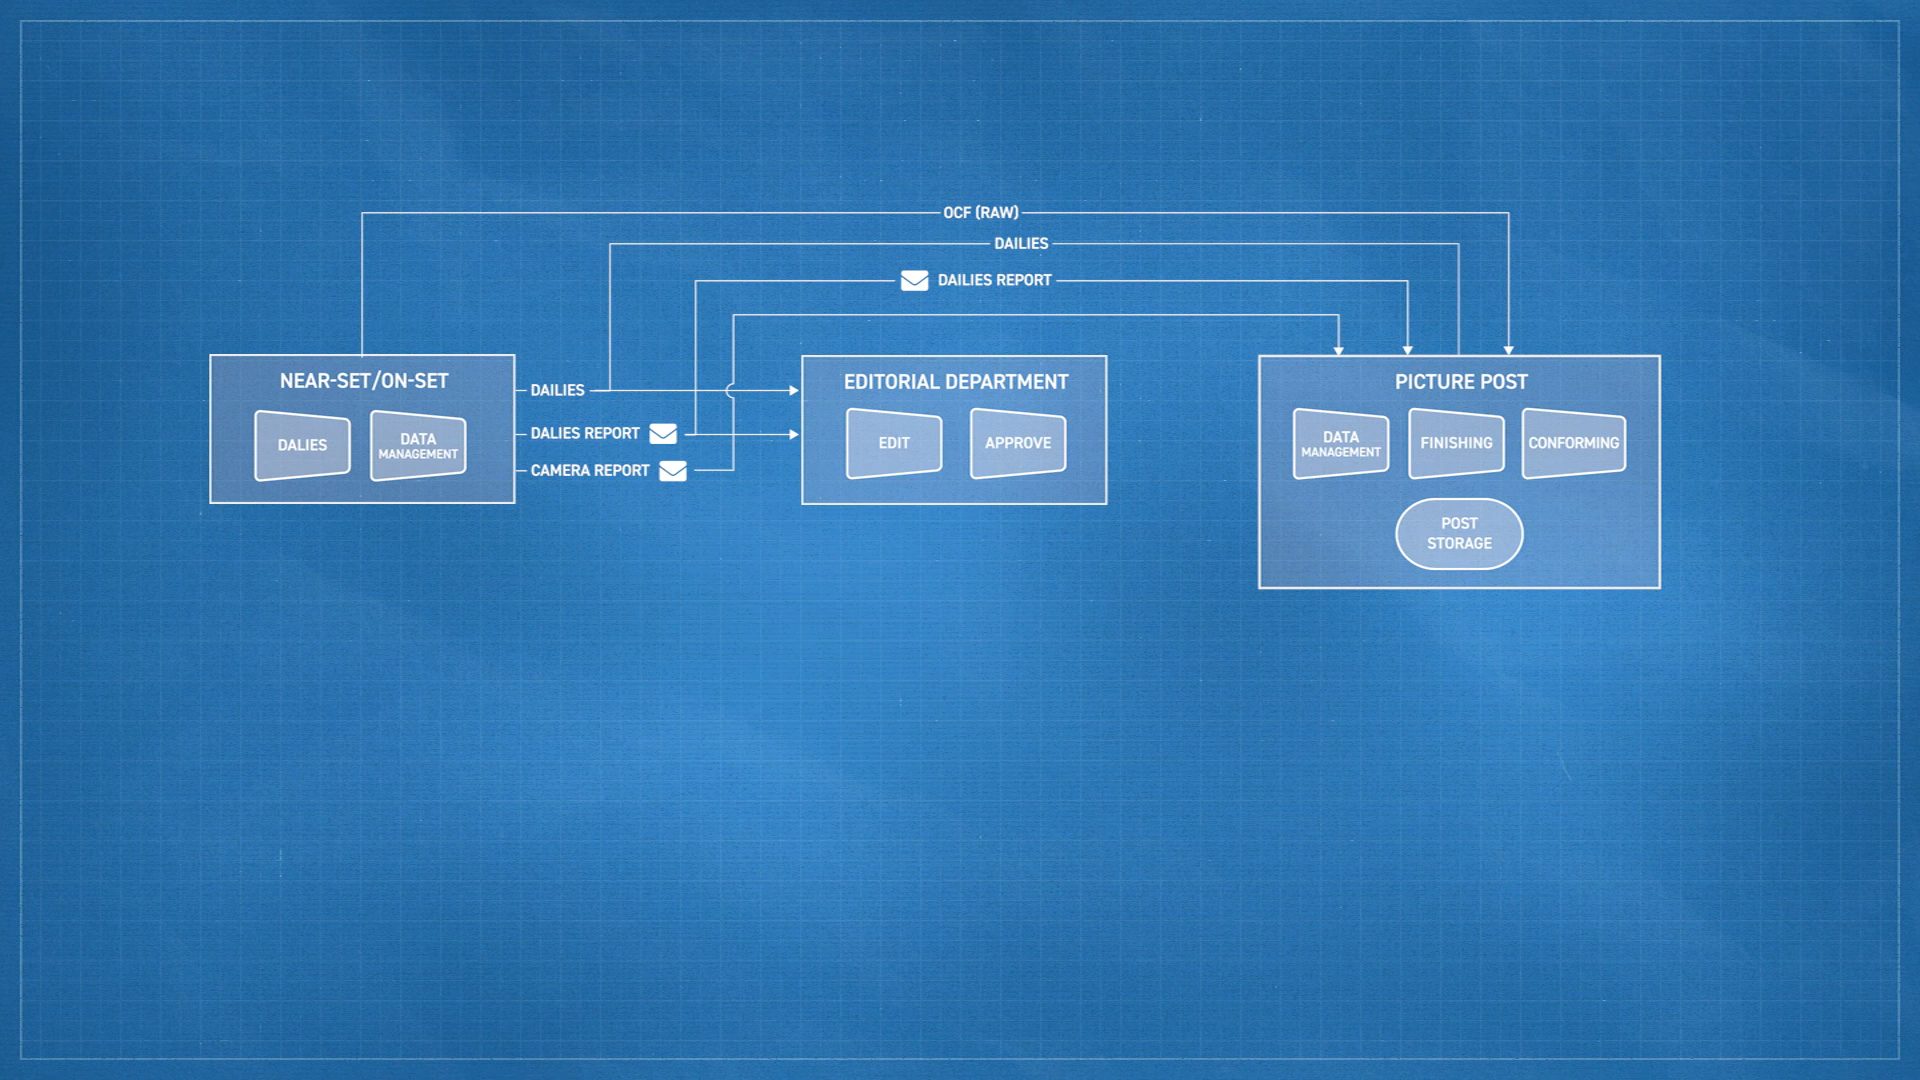 OCF (RAW)
DAILIES
DAILIES REPORT
NEAR-SET/ON-SET
DALIES
DATA
MANAGEMENT
DAILIES
DALIES REPORT
CAMERA REPORT
EDITORIAL DEPARTMENT
EDIT
APPROVE
PICTURE POST
DATA
MANAGEMENT
FINISHING
CONFORMING
POST
STORAGE